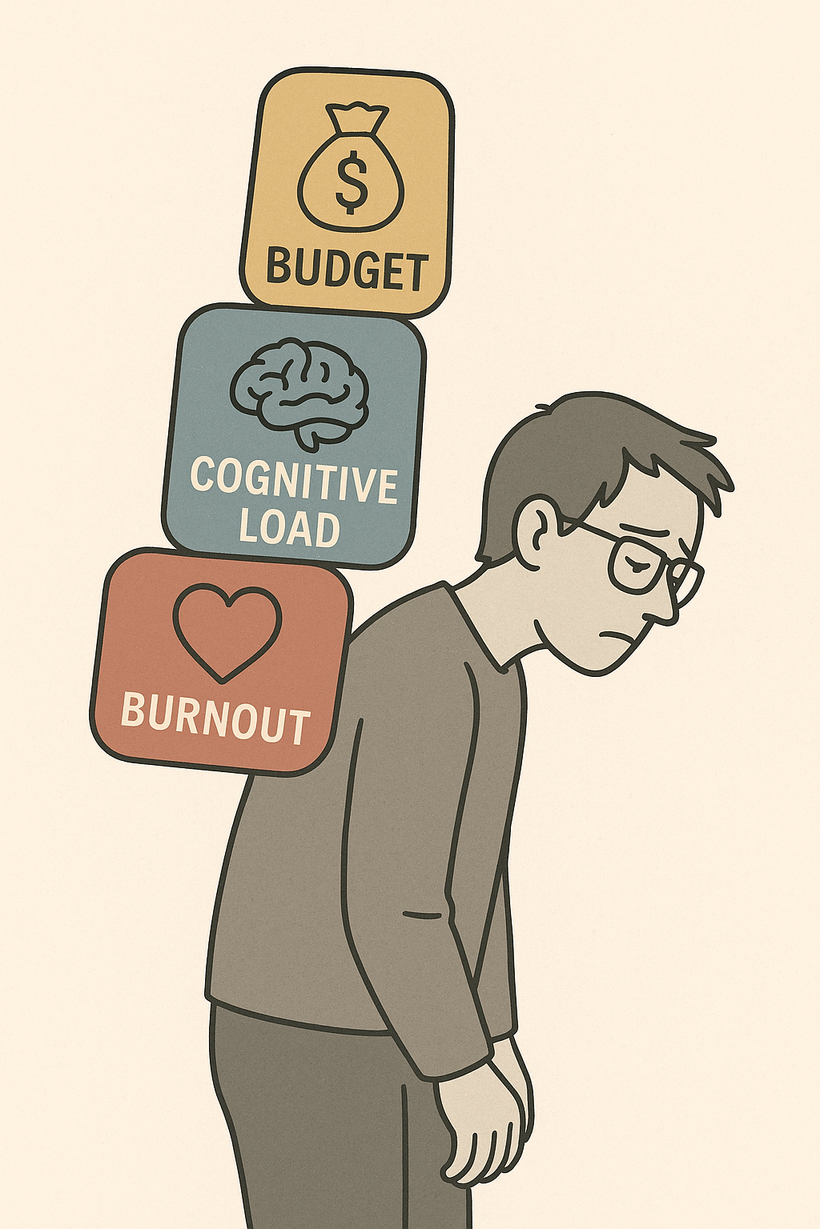 $
BUDGET
COGNITIVE
LOAD
BURNOUT